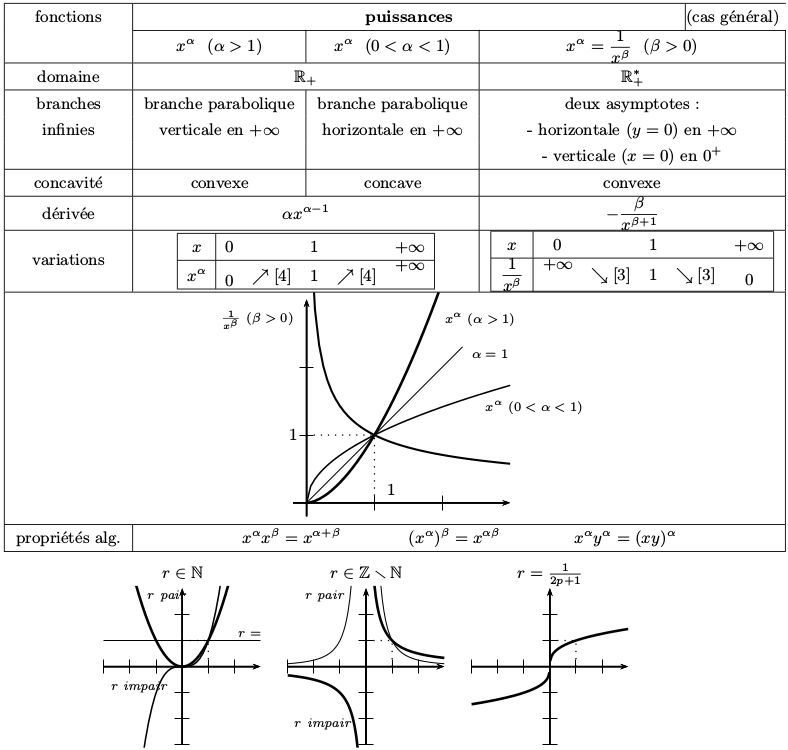 fonctions puissances (cas général)
x^α (α > 1) x^α (0 < α < 1) x^α = 1/x^β (β > 0)
domaine ℝ₊ ℝ₊*
branches branche parabolique branche parabolique deux asymptotes :
infinies verticale en +∞ horizontale en +∞ - horizontale (y = 0) en +∞
- verticale (x = 0) en 0⁺
concavité convexe concave convexe
dérivée αx^{α−1} −β/x^{β+1}
variations
x 0 1 +∞
x^α 0 ↗ [4] 1 ↗ [4] +∞
x 0 1 +∞
1/x^β +∞ ↘ [3] 1 ↘ [3] 0
1/x^β (β > 0) x^α (α > 1)
α = 1
x^α (0 < α < 1)
1
1
propriétés alg. x^α x^β = x^{α+β} (x^α)^β = x^{αβ} x^α y^α = (xy)^α
r ∈ ℕ r ∈ ℤ ∖ ℕ r = 1/(2p+1)
r pair r pair
r =
r impair
r impair